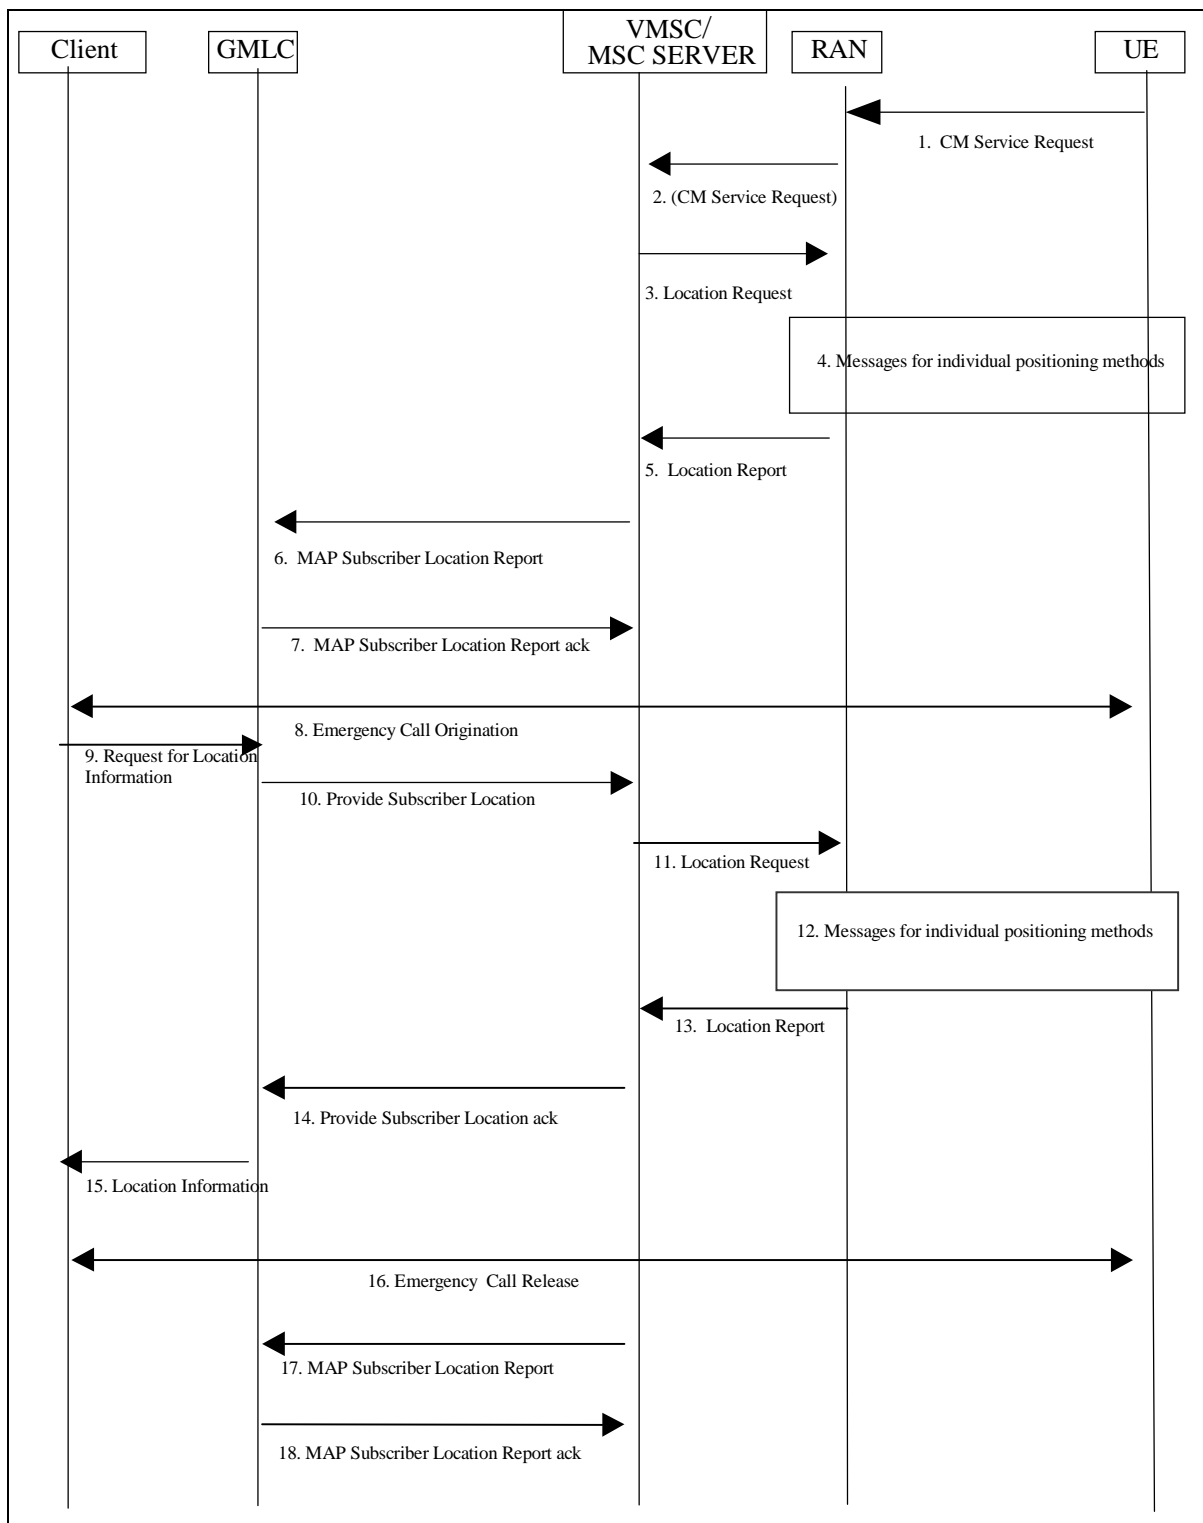 Client
GMLC
VMSC/
MSC SERVER
RAN
UE
1. CM Service Request
2. (CM Service Request)
3. Location Request
4. Messages for individual positioning methods
5. Location Report
6. MAP Subscriber Location Report
7. MAP Subscriber Location Report ack
8. Emergency Call Origination
9. Request for Location
Information
10. Provide Subscriber Location
11. Location Request
12. Messages for individual positioning methods
13. Location Report
14. Provide Subscriber Location ack
15. Location Information
16. Emergency Call Release
17. MAP Subscriber Location Report
18. MAP Subscriber Location Report ack